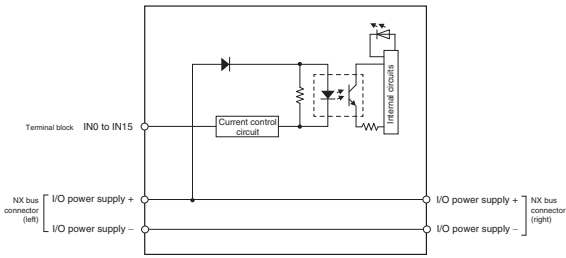 Internal circuits
Current control
circuit
Terminal block IN0 to IN15
NX bus
connector
(left)
I/O power supply +
I/O power supply −
I/O power supply +
I/O power supply −
NX bus
connector
(right)